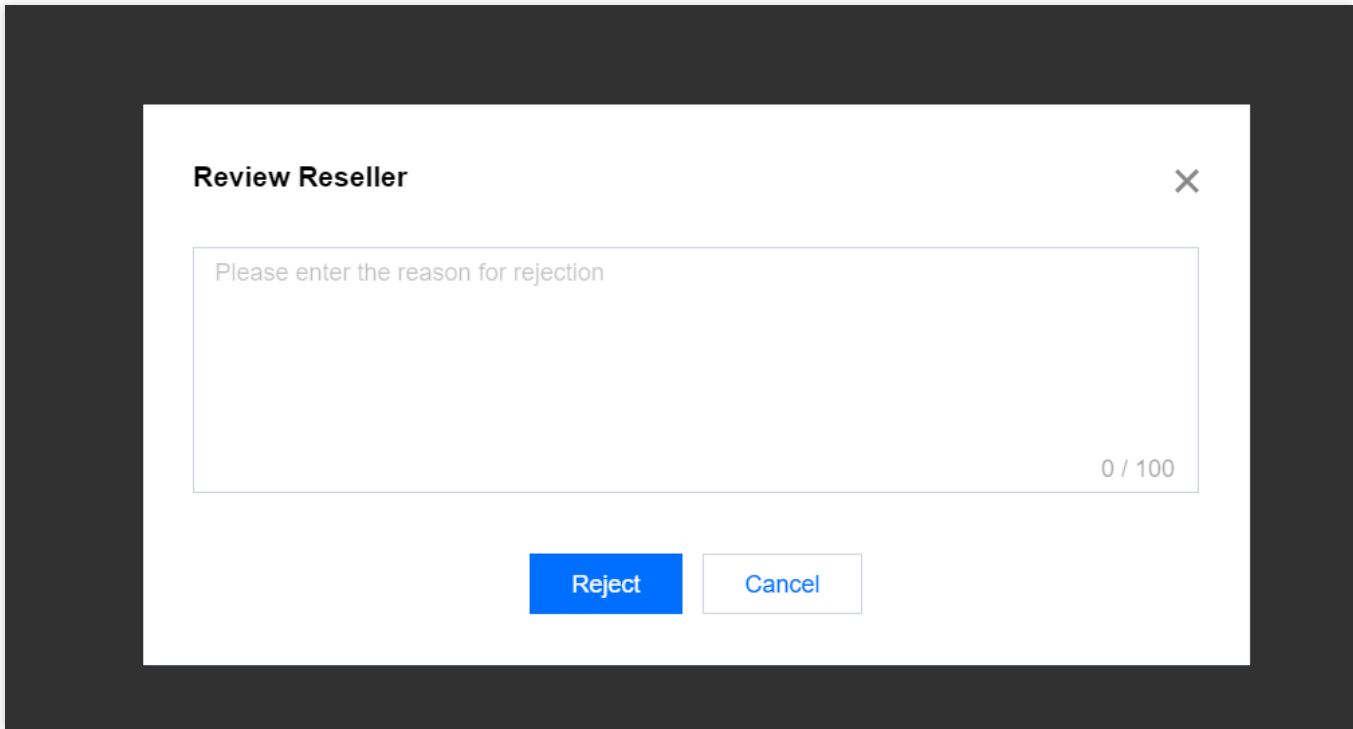 Review Reseller
Please enter the reason for rejection
0 / 100
Reject
Cancel